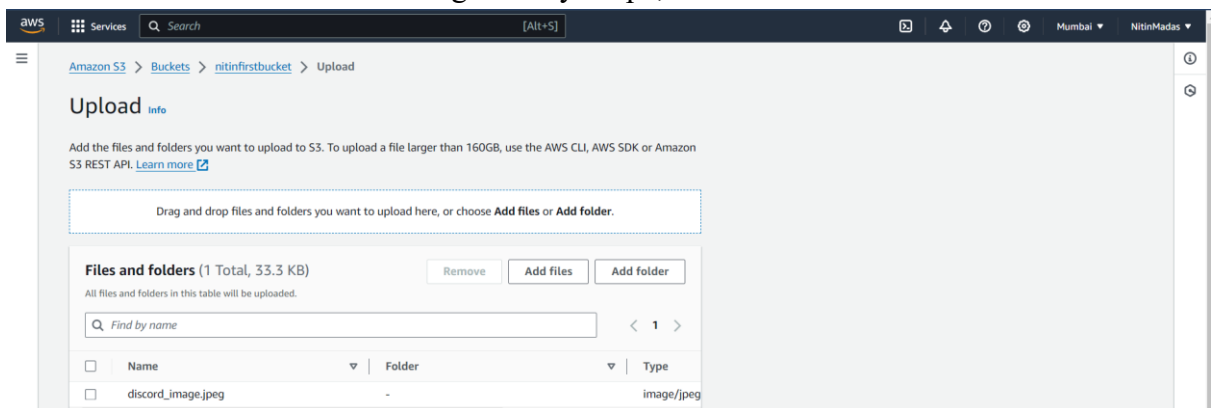 aws Services Search [Alt+S] Mumbai ▼ NitinMadas ▼
Amazon S3 > Buckets > nitinfirstbucket > Upload
Upload Info
Add the files and folders you want to upload to S3. To upload a file larger than 160GB, use the AWS CLI, AWS SDK or Amazon
S3 REST API. Learn more
Drag and drop files and folders you want to upload here, or choose Add files or Add folder.
Files and folders (1 Total, 33.3 KB) Remove Add files Add folder
All files and folders in this table will be uploaded.
Find by name < 1 >
Name Folder Type
discord_image.jpeg - image/jpeg